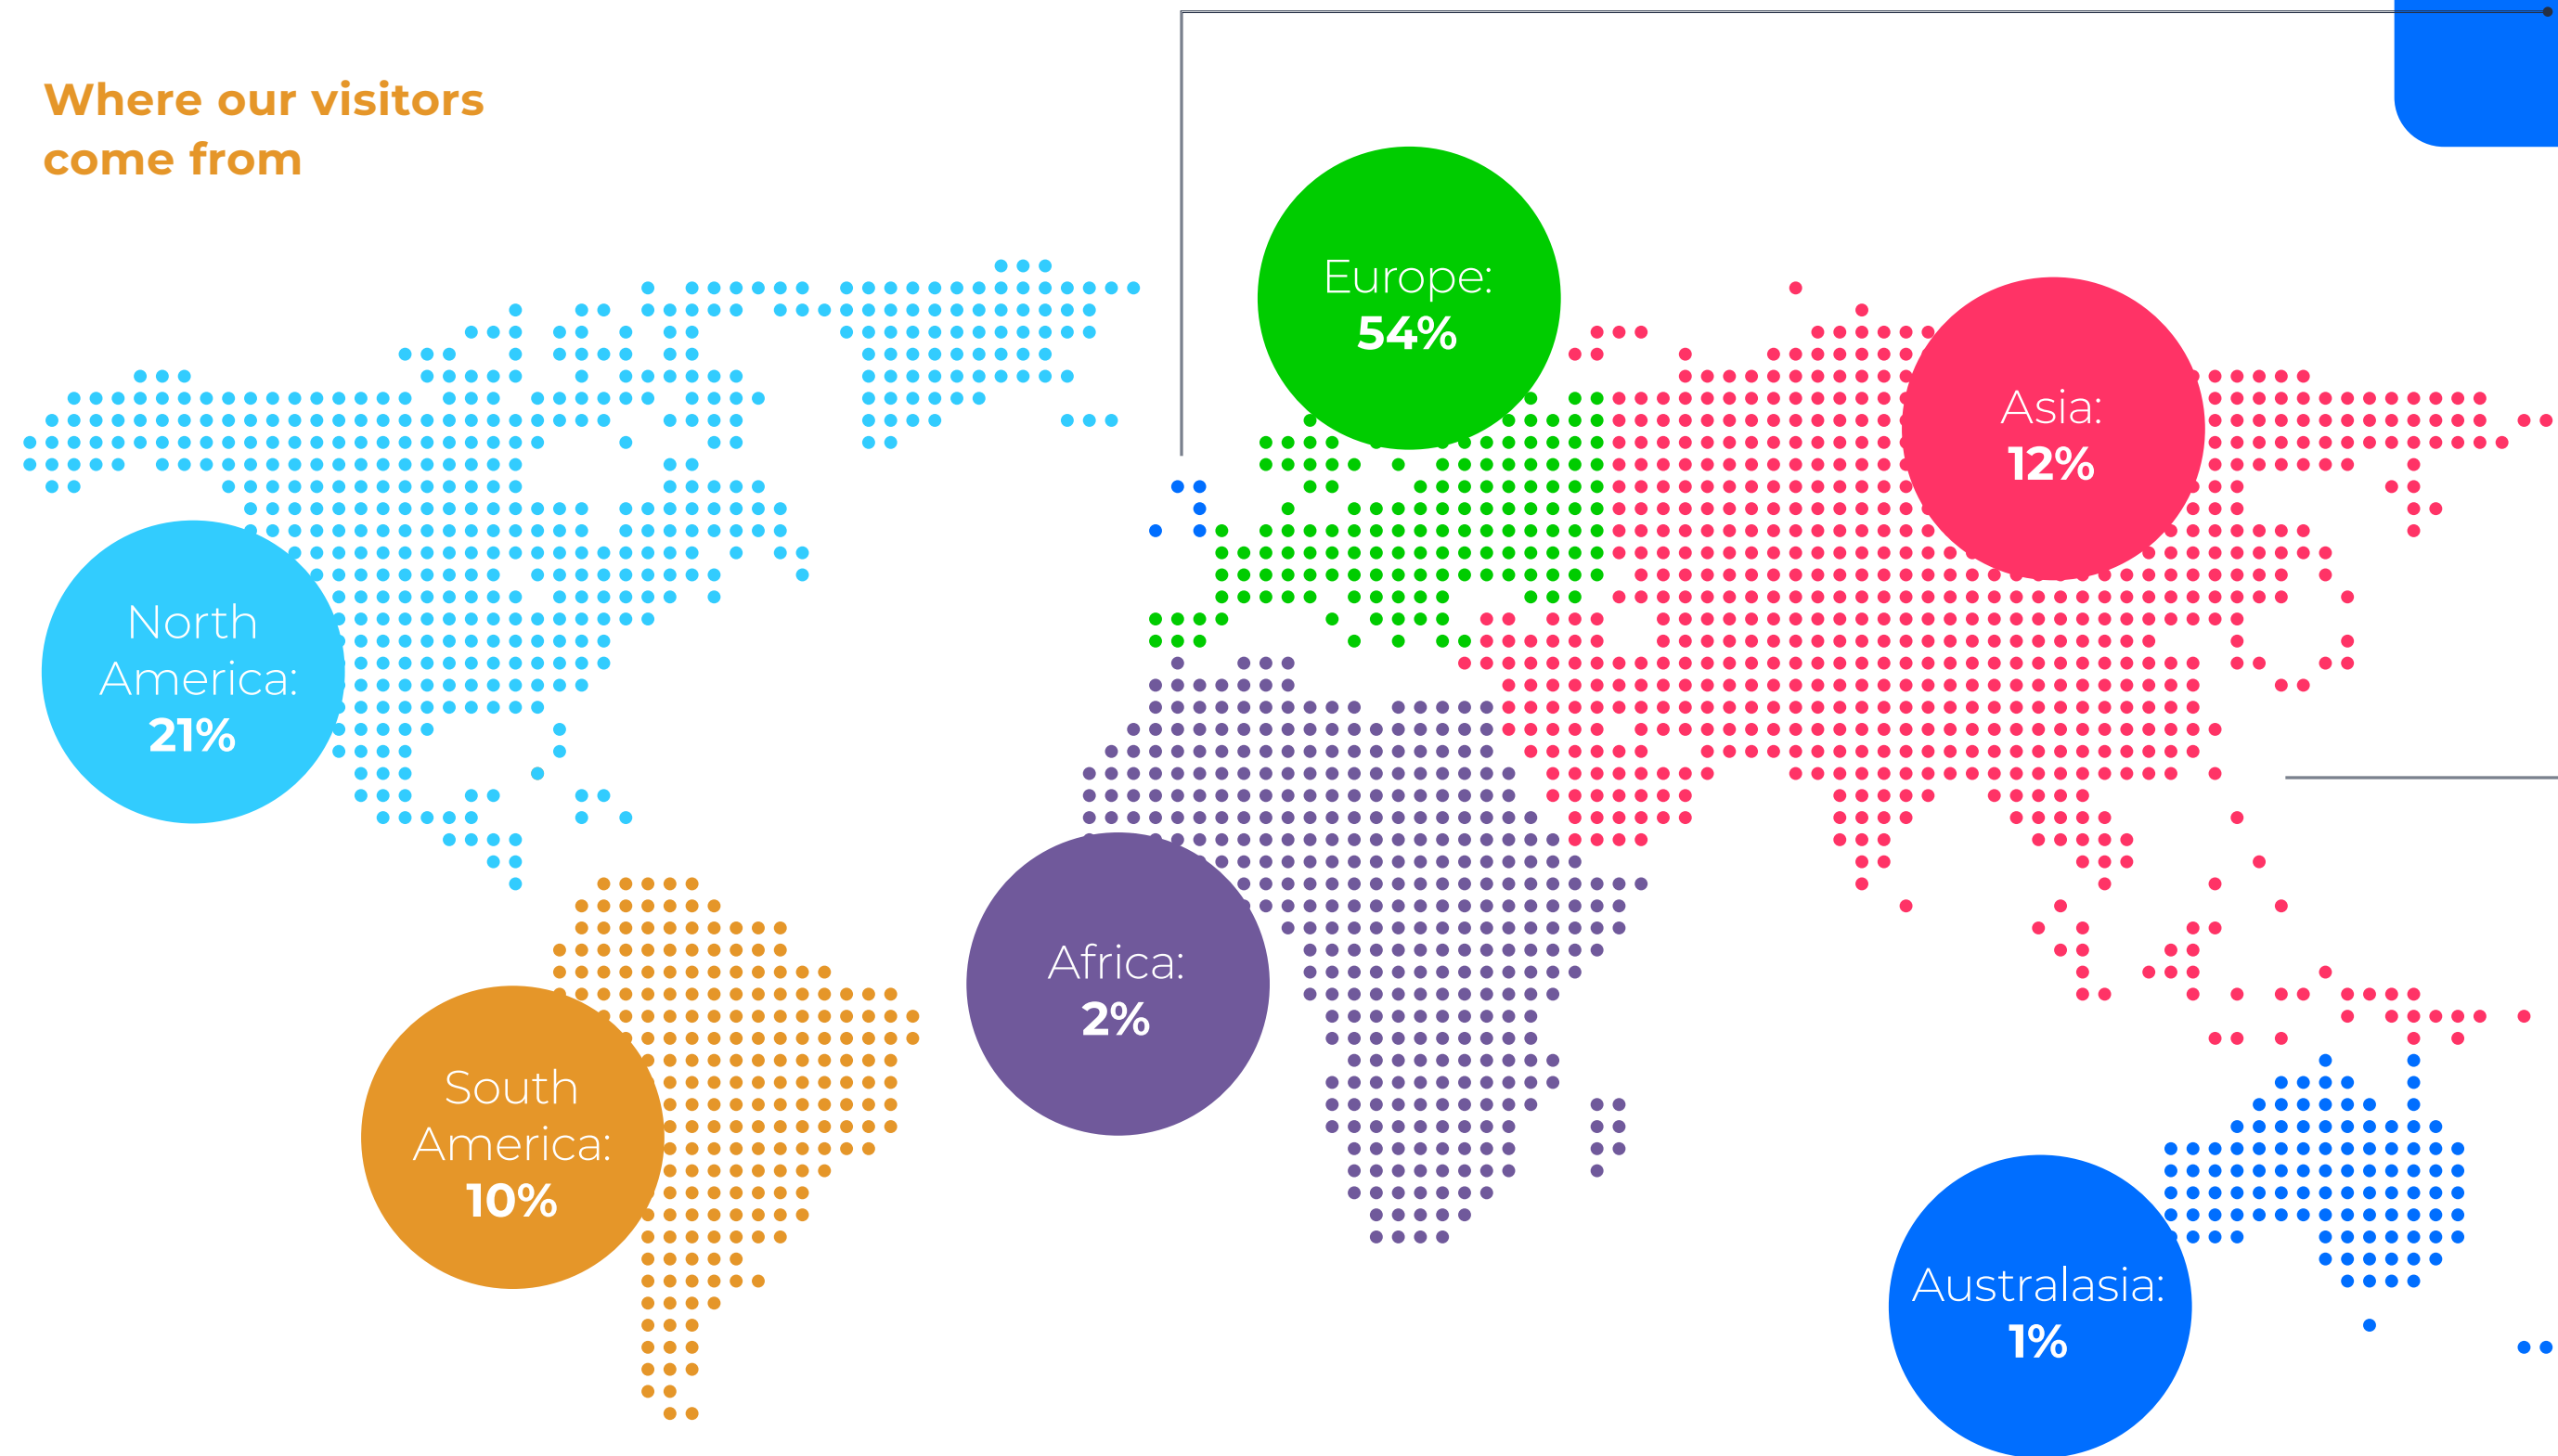 Where our visitors
come from
Europe:
54%
Asia:
12%
North
America:
21%
Africa:
2%
South
America:
10%
Australasia:
1%